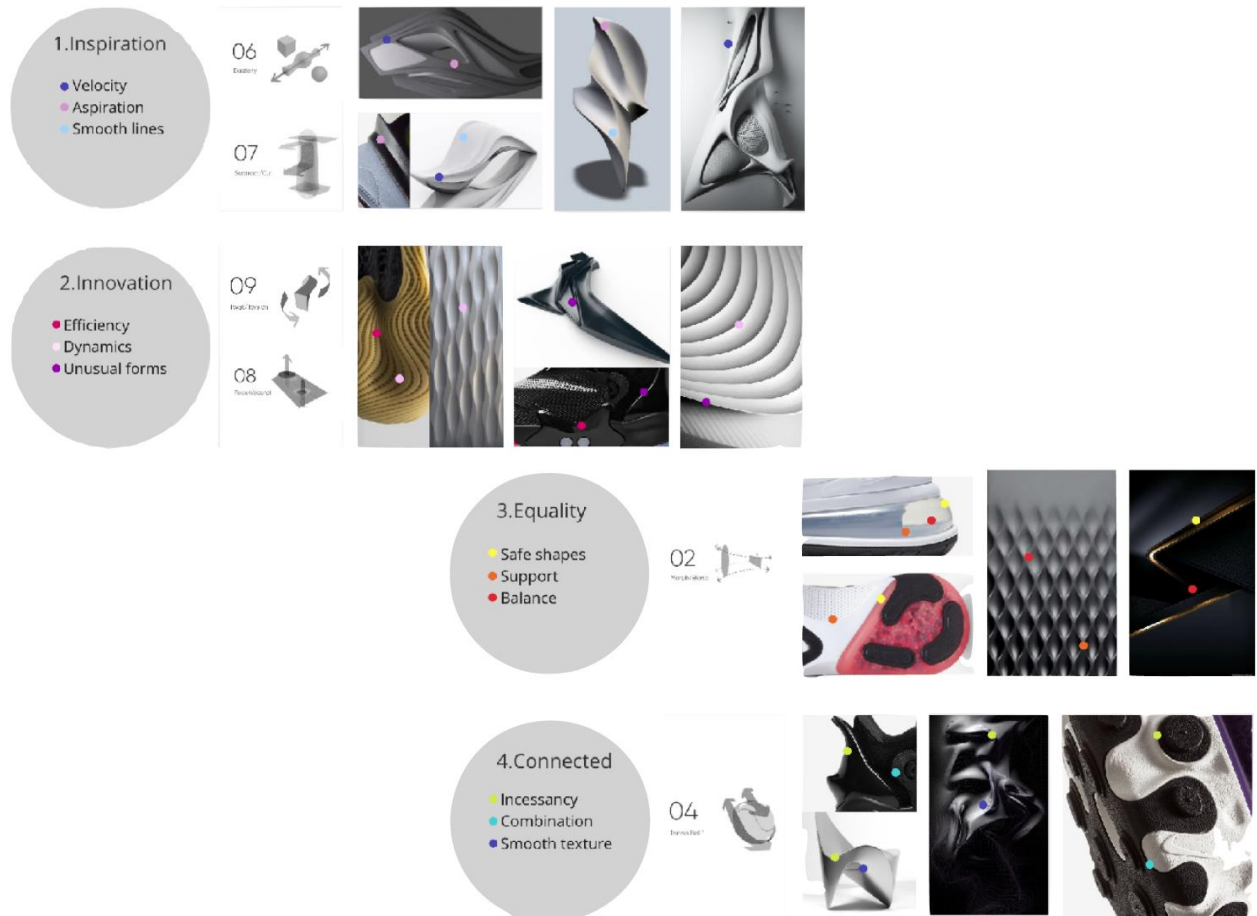 1.Inspiration
Velocity
Aspiration
Smooth lines
06
07
2.Innovation
Efficiency
Dynamics
Unusual forms
09
08
3.Equality
Safe shapes
Support
Balance
02
4.Connected
Incessancy
Combination
Smooth texture
04